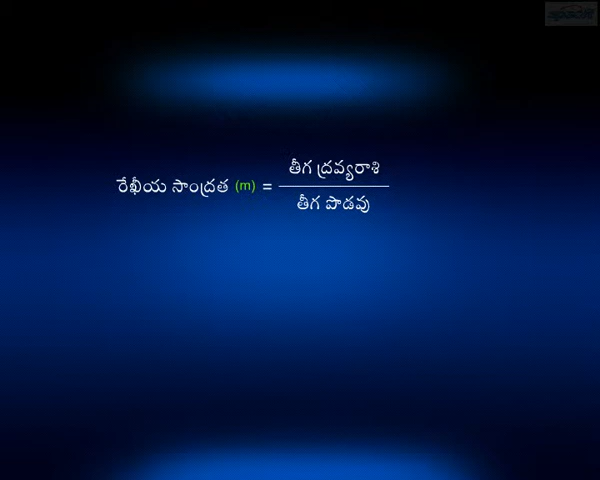 రేఖీయ సాంద్రత (m) = తీగ ద్రవ్యరాశి
తీగ పొడవు